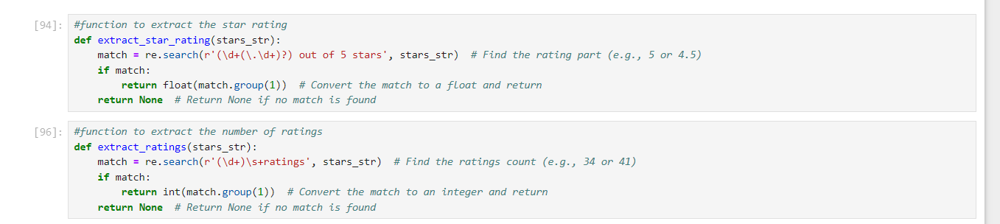 [94]: #function to extract the star rating
def extract_star_rating(stars_str):
    match = re.search(r'(\d+(\.\d+)?) out of 5 stars', stars_str)  # Find the rating part (e.g., 5 or 4.5)
    if match:
        return float(match.group(1))  # Convert the match to a float and return
    return None  # Return None if no match is found
[96]: #function to extract the number of ratings
def extract_ratings(stars_str):
    match = re.search(r'(\d+)\s+ratings', stars_str)  # Find the ratings count (e.g., 34 or 41)
    if match:
        return int(match.group(1))  # Convert the match to an integer and return
    return None  # Return None if no match is found